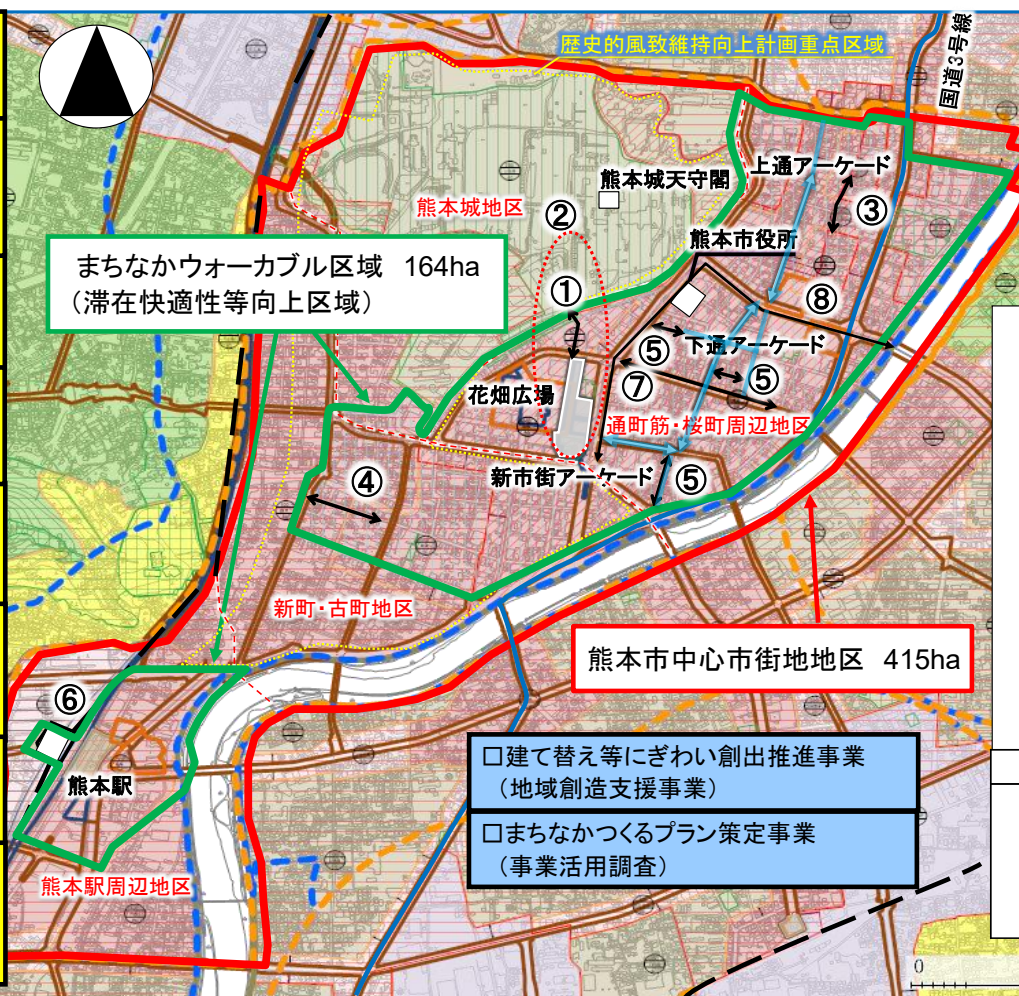 歴史的風致維持向上計画重点区域
国道3号線
上通アーケード
熊本城天守閣
③
熊本城地区
②
熊本市役所
まちなかウォーカブル区域 164ha
（滞在快適性等向上区域）
①
⑧
⑤
下通アーケード
⑦
⑤
花畑広場
通町筋・桜町周辺地区
新市街アーケード
⑤
④
新町・古町地区
熊本市中心市街地地区 415ha
⑥
熊本駅
□建て替え等にぎわい創出推進事業
（地域創造支援事業）
□まちなかつくるプラン策定事業
（事業活用調査）
熊本駅周辺地区
0